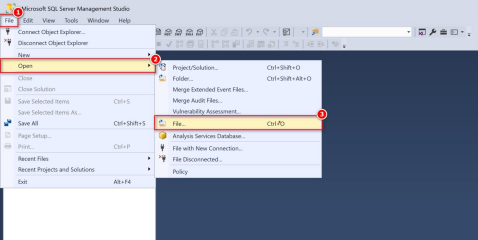 Microsoft SQL Server Management Studio
1
File Edit View Tools Window Help
Connect Object Explorer...
Disconnect Object Explorer
New
2
Open
Project/Solution... Ctrl+Shift+O
Close
Folder... Ctrl+Shift+Alt+O
Close Solution
Merge Extended Event Files...
Save Selected Items Ctrl+S
Merge Audit Files...
Save Selected Items As...
Vulnerability Assessment...
3
Save All Ctrl+Shift+S
File... Ctrl+O
Page Setup...
Analysis Services Database...
Print... Ctrl+P
File with New Connection...
Recent Files
File Disconnected...
Recent Projects and Solutions
Policy
Exit Alt+F4